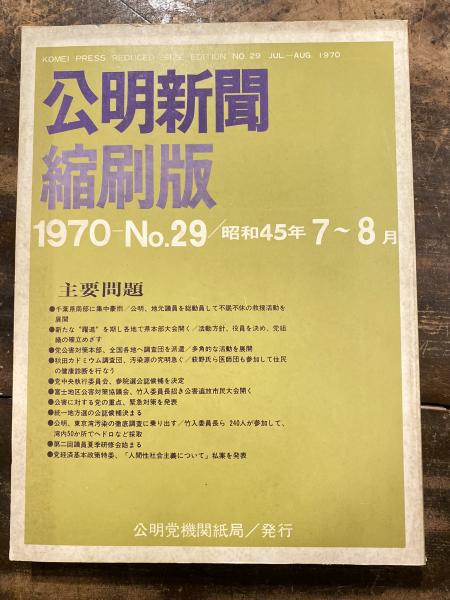 KOMEI PRESS REDUCED SIZE EDITION NO.29 JUL.—AUG. 1970
公明新聞
縮刷版
1970-No.29/昭和45年7~8月
主要問題
●千葉県南部に集中豪雨/公明、地元議員を総動員して不眠不休の救援活動を
展開
●新たな“躍進”を期し各地で県本部大会開く/活動方針、役員を決め、党組
織の確立めざす
●党公害対策本部、全国各地へ調査団を派遣/多角的な活動を展開
●秋田カドミウム調査団、汚染源の究明急ぐ/萩野氏ら医師団も参加して住民
の健康診断を行なう
●党中央執行委員会、参院選公認候補を決定
●富士地区公害対策協議会、竹入委員長招き公害追放市民大会開く
●公害に対する党の重点、緊急対策を発表
●統一地方選の公認候補決まる
●公明、東京湾汚染の徹底調査に乗り出す/竹入委員長ら 240人が参加して、
湾内50か所でヘドロなど採取
●第二回議員夏季研修会始まる
●党経済基本政策特委、「人間性社会主義について」私案を発表
公明党機関紙局/発行